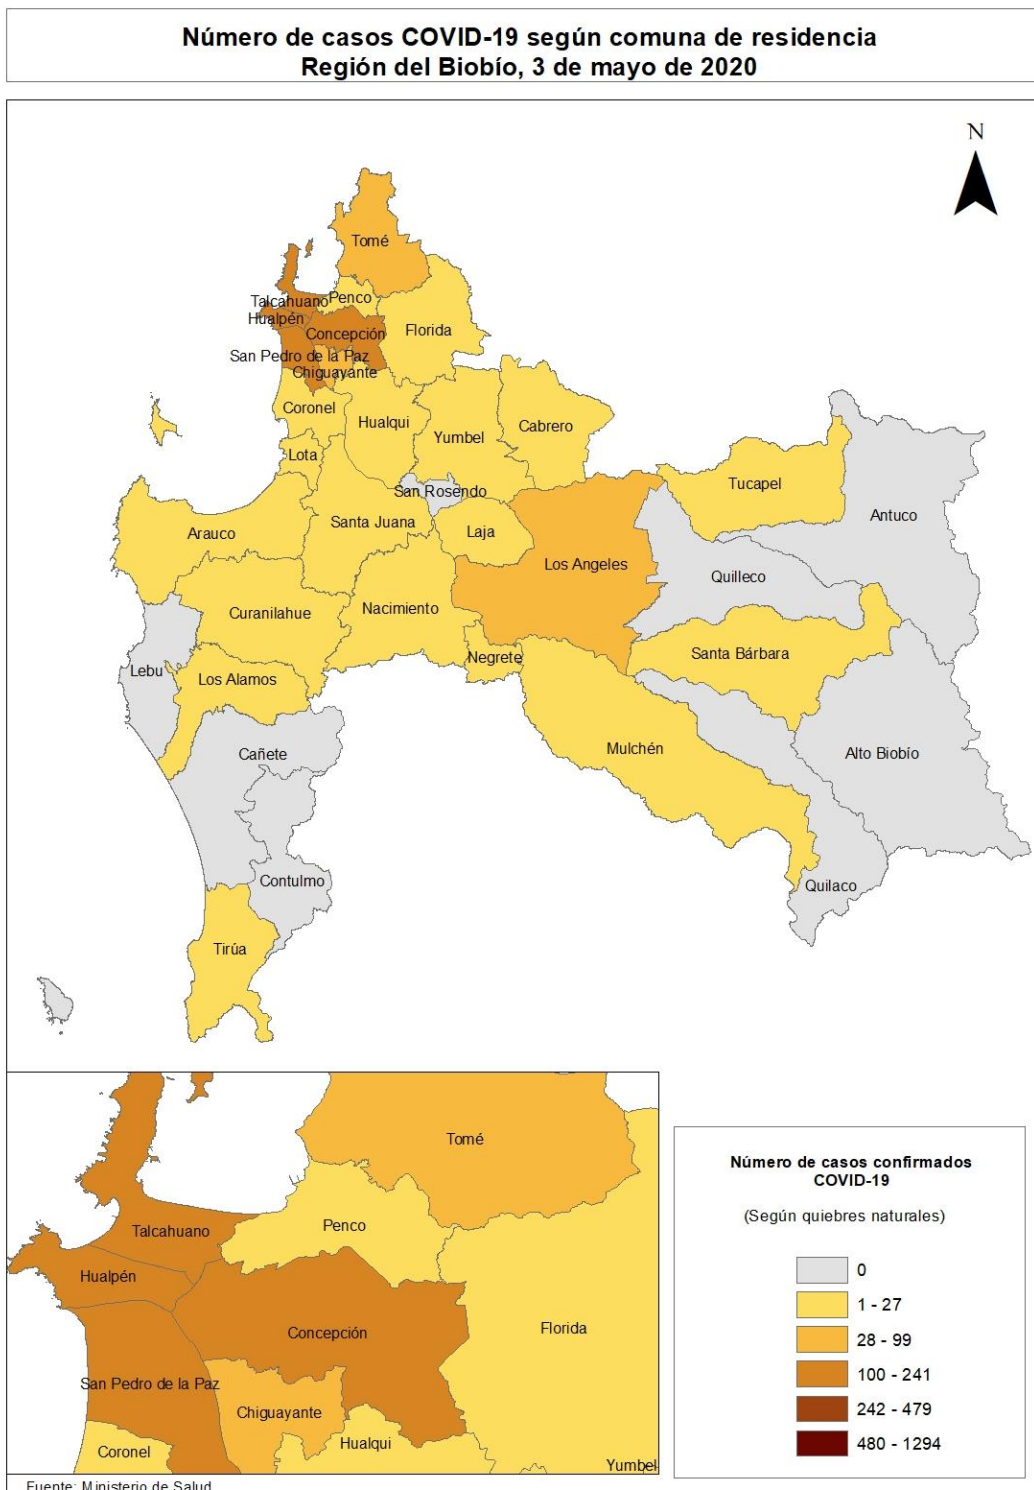 Número de casos COVID-19 según comuna de residencia
Región del Biobío, 3 de mayo de 2020
N
Tomé
Talcahuano
Penco
Hualpén
Concepción
Florida
San Pedro de la Paz
Chiguayante
Coronel
Hualqui
Yumbel
Cabrero
Lota
San Rosendo
Tucapel
Santa Juana
Laja
Arauco
Antuco
Los Angeles
Quilleco
Curanilahue
Nacimiento
Negrete
Santa Bárbara
Lebu
Los Alamos
Cañete
Mulchén
Alto Biobío
Contulmo
Quilaco
Tirúa
Tomé
Penco
Talcahuano
Hualpén
Concepción
Florida
San Pedro de la Paz
Chiguayante
Coronel
Hualqui
Yumbel
Número de casos confirmados
COVID-19
(Según quiebres naturales)
0
1 - 27
28 - 99
100 - 241
242 - 479
480 - 1294
Fuente: Ministerio de Salud